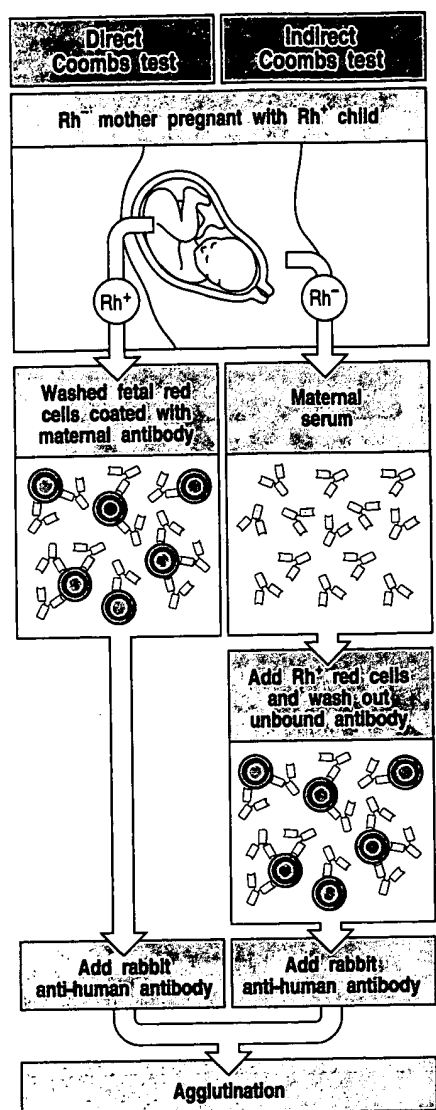 Direct
Coombs test
Indirect
Coombs test
Rh⁻ mother pregnant with Rh⁺ child
Rh⁺
Rh⁻
Washed fetal red
cells coated with
maternal antibody
Maternal
serum
Add Rh⁺ red cells
and wash out
unbound antibody
Add rabbit
anti-human antibody
Add rabbit
anti-human antibody
Agglutination